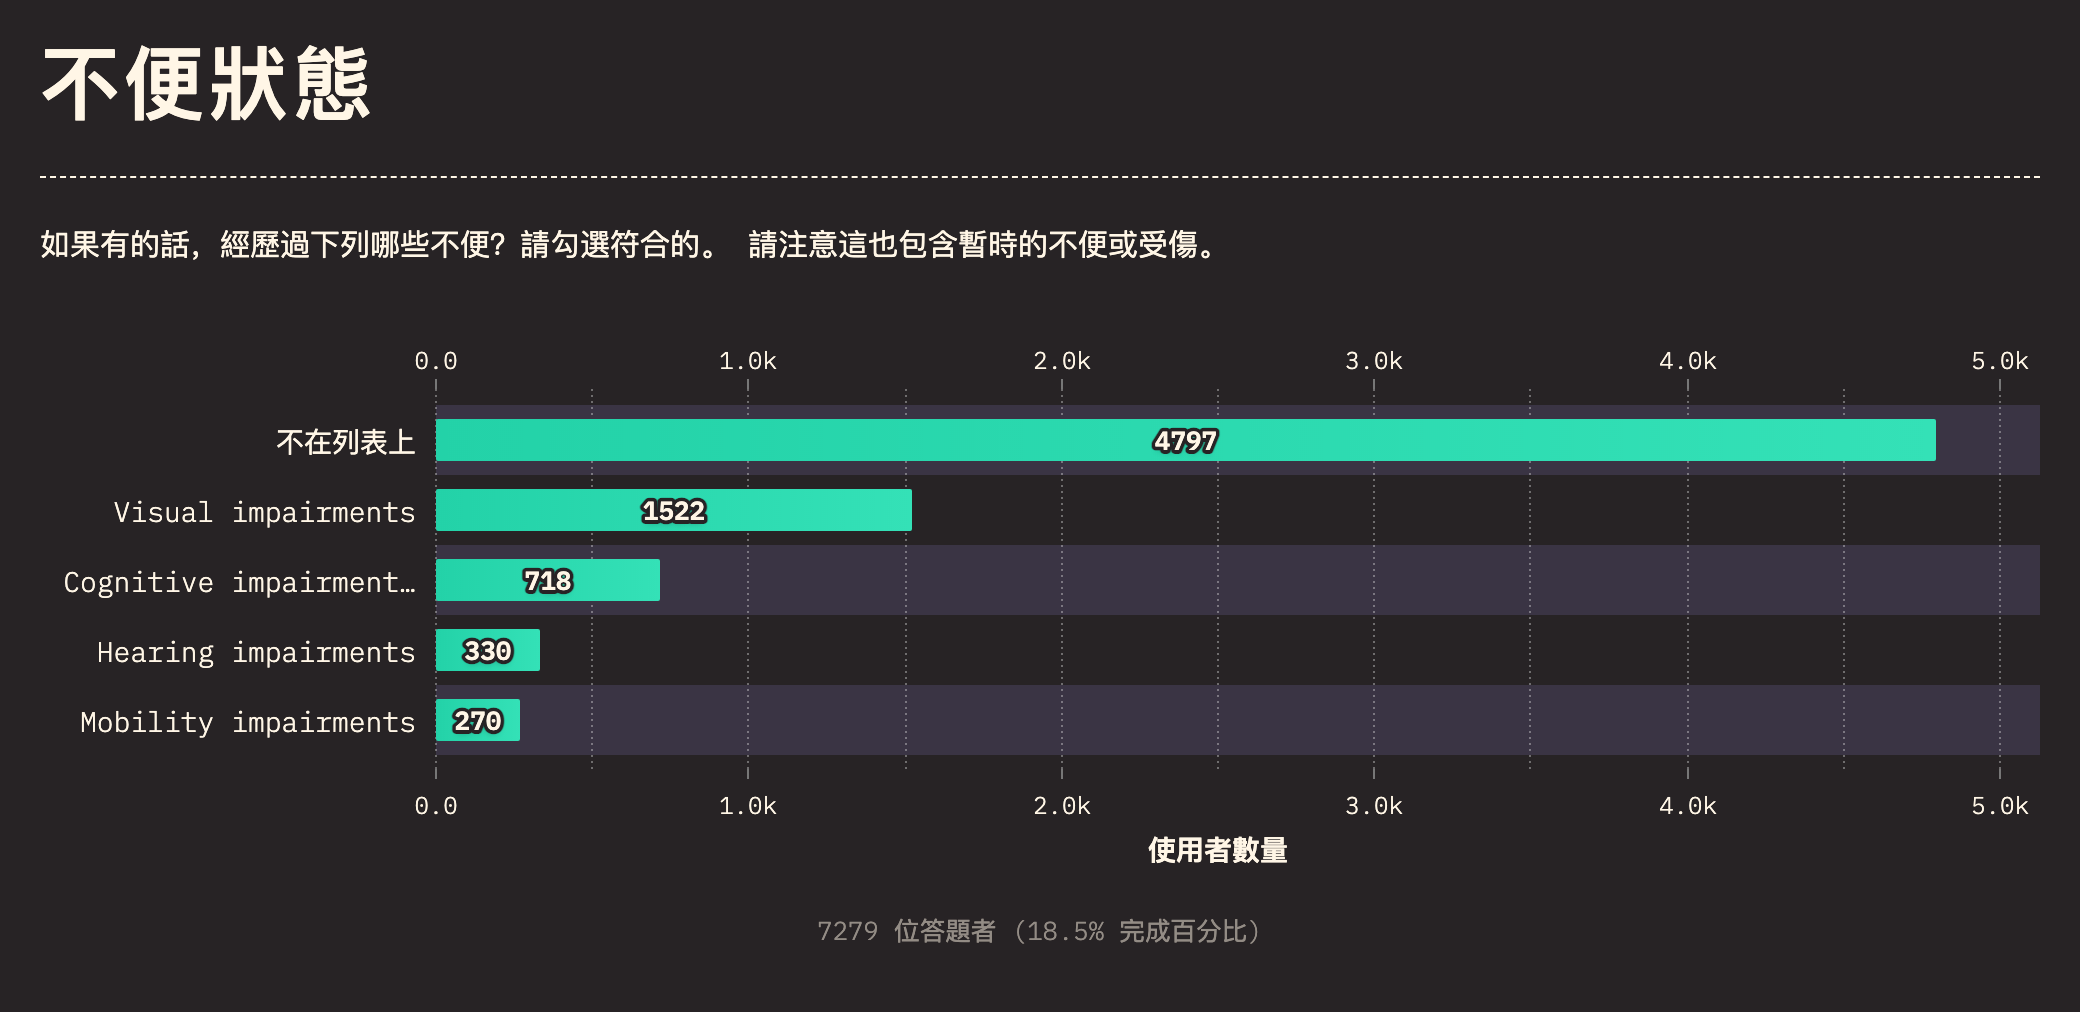 不便狀態
如果有的話，經歷過下列哪些不便？請勾選符合的。 請注意這也包含暫時的不便或受傷。
0.0 1.0k 2.0k 3.0k 4.0k 5.0k
不在列表上 4797
Visual impairments 1522
Cognitive impairment… 718
Hearing impairments 330
Mobility impairments 270
0.0 1.0k 2.0k 3.0k 4.0k 5.0k
使用者數量
7279 位答題者 (18.5% 完成百分比)